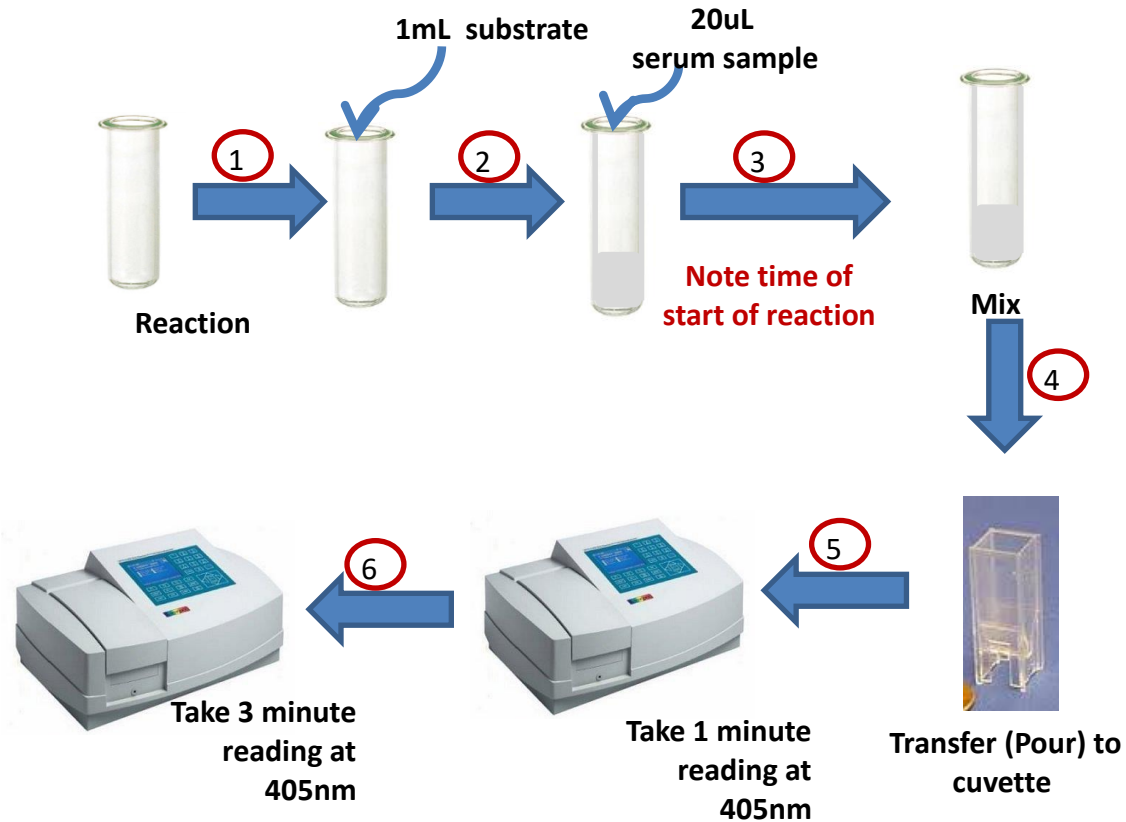 1mL substrate
20uL
serum sample
1
2
3
Reaction
Note time of
start of reaction
Mix
4
5
6
Take 3 minute
reading at
405nm
Take 1 minute
reading at
405nm
Transfer (Pour) to
cuvette